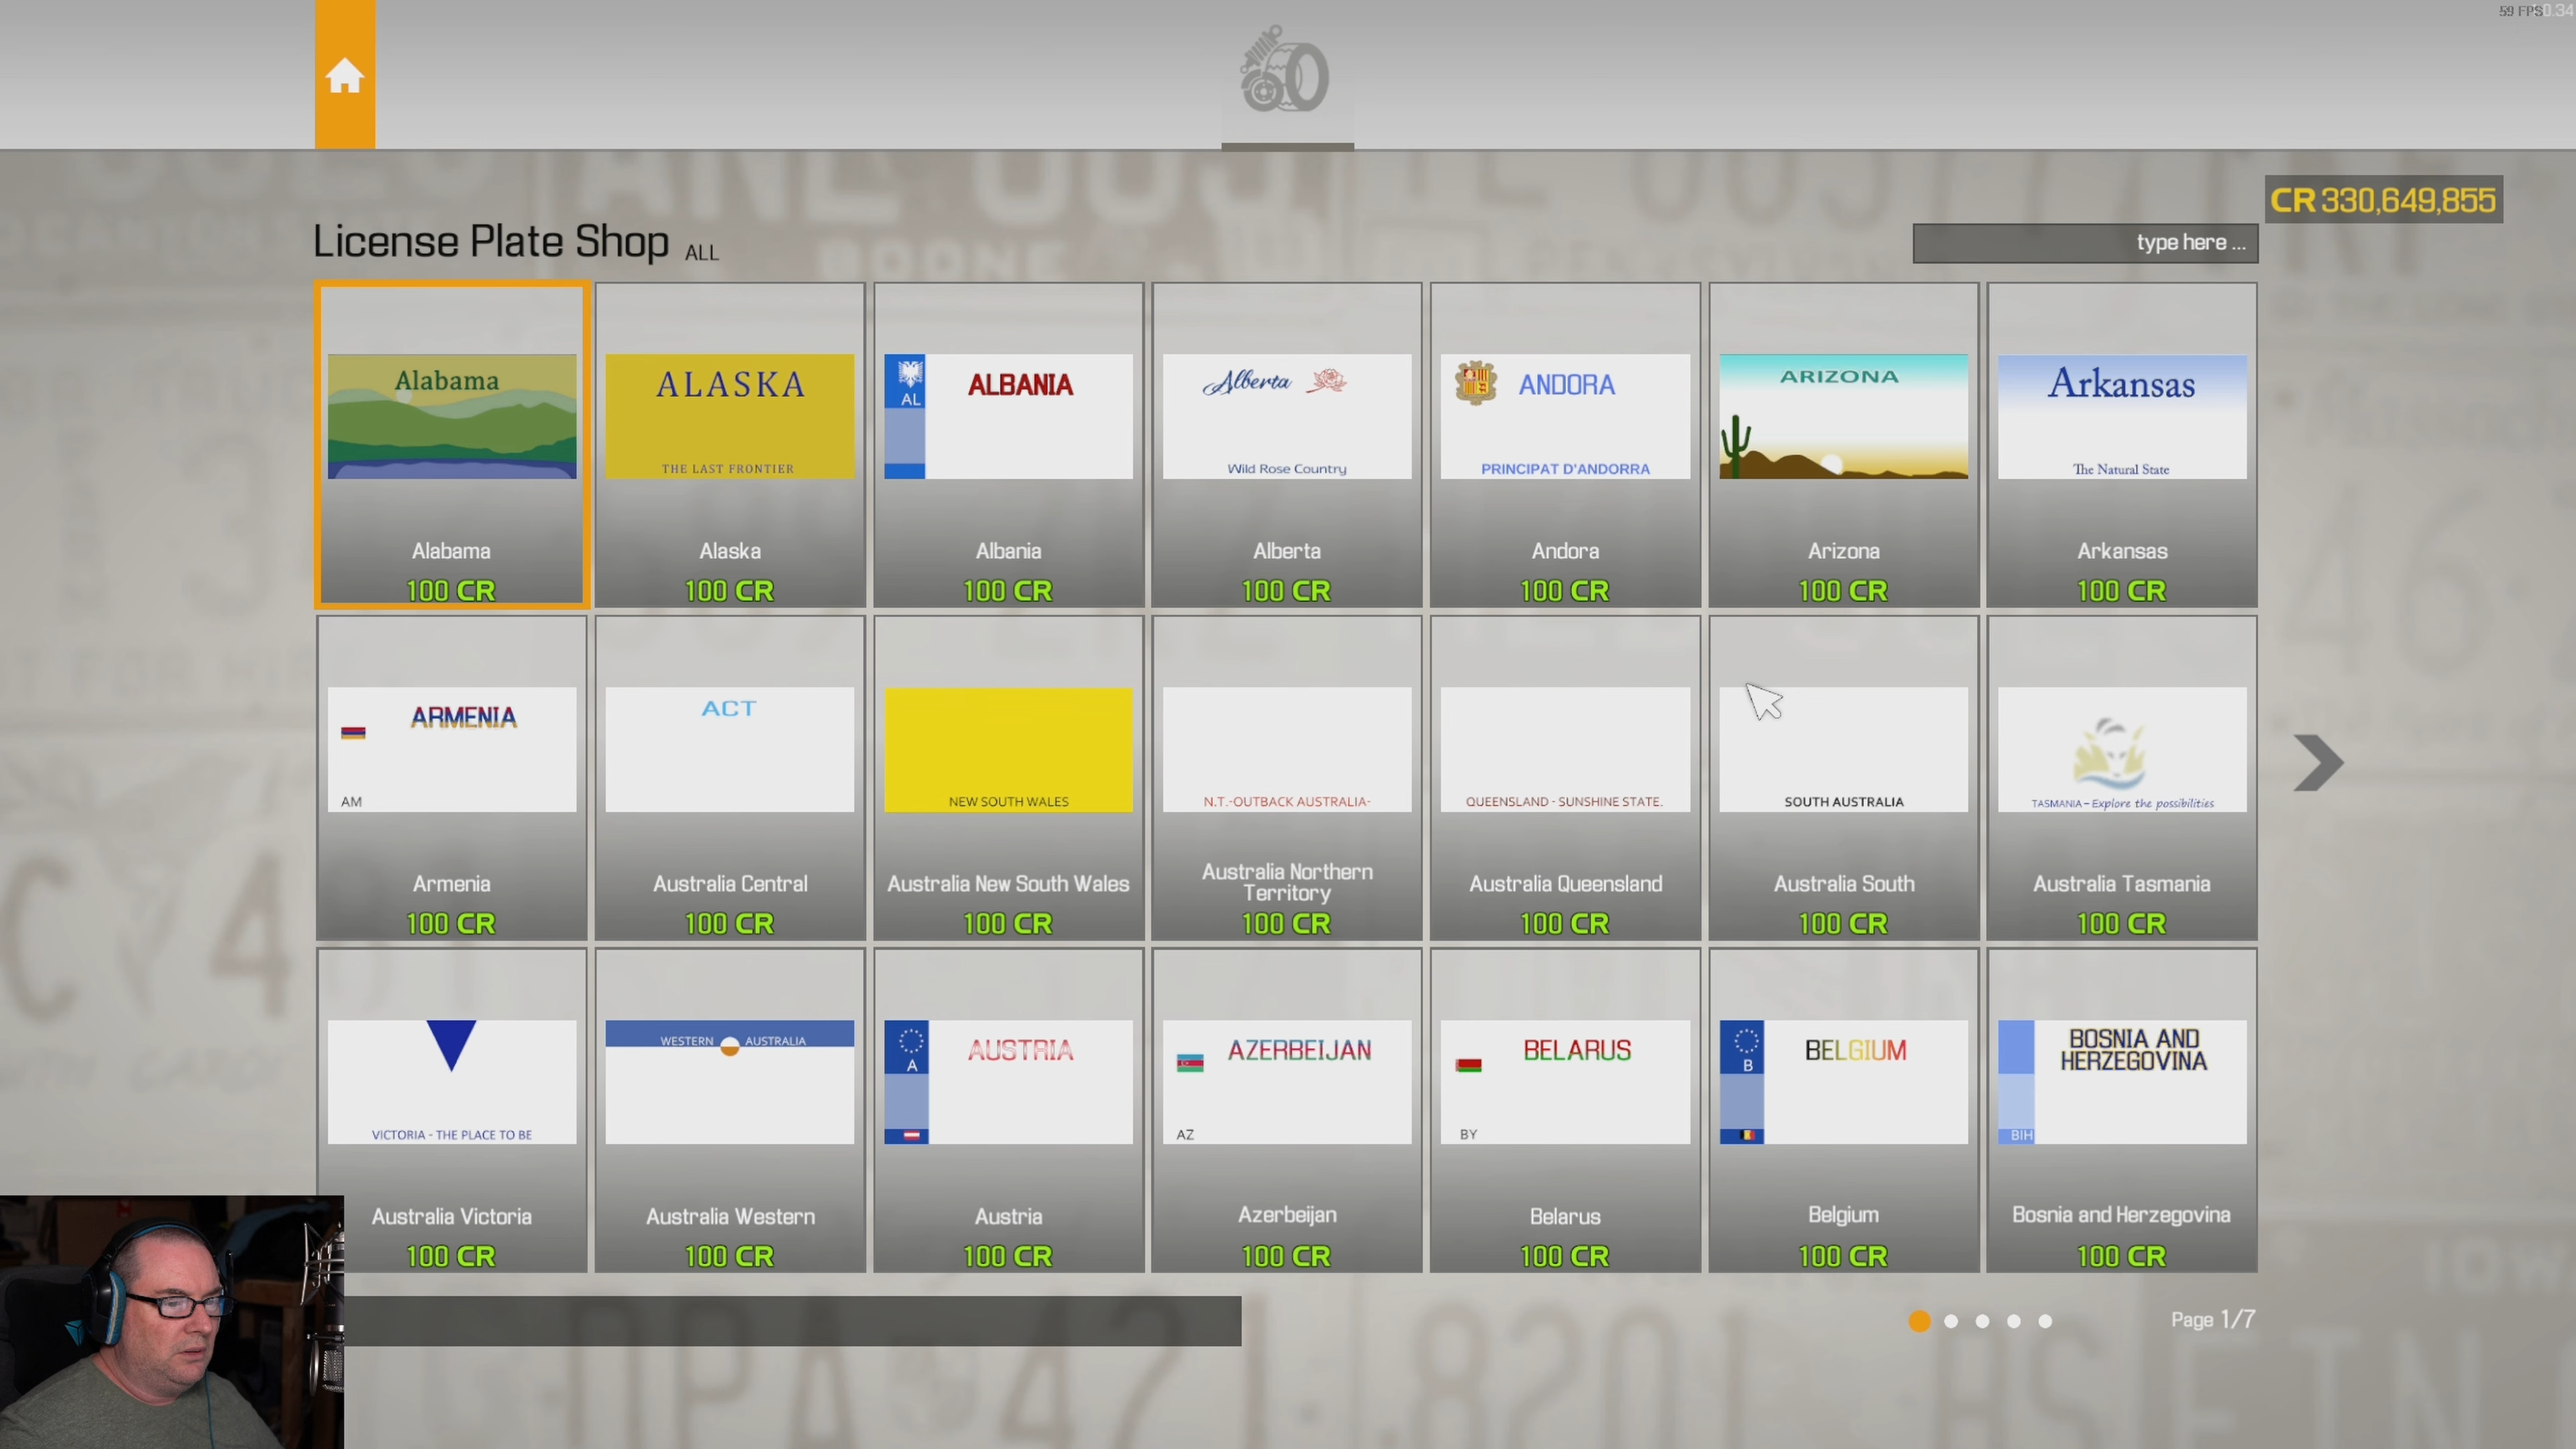 59 FPS
0.34
CR 330,649,855
License Plate Shop ALL
type here ...
Alabama
ALASKA
THE LAST FRONTIER
AL
ALBANIA
Alberta
Wild Rose Country
ANDORA
PRINCIPAT D'ANDORRA
ARIZONA
Arkansas
The Natural State
Alabama
Alaska
Albania
Alberta
Andora
Arizona
Arkansas
100 CR
100 CR
100 CR
100 CR
100 CR
100 CR
100 CR
ARMENIA
AM
ACT
NEW SOUTH WALES
N.T.-OUTBACK AUSTRALIA-
QUEENSLAND - SUNSHINE STATE.
SOUTH AUSTRALIA
TASMANIA – Explore the possibilities
Armenia
Australia Central
Australia New South Wales
Australia Northern
Territory
Australia Queensland
Australia South
Australia Tasmania
100 CR
100 CR
100 CR
100 CR
100 CR
100 CR
100 CR
VICTORIA - THE PLACE TO BE
WESTERN AUSTRALIA
A
AUSTRIA
AZERBEIJAN
AZ
BELARUS
BY
B
BELGIUM
BOSNIA AND
HERZEGOVINA
BIH
Australia Victoria
Australia Western
Austria
Azerbeijan
Belarus
Belgium
Bosnia and Herzegovina
100 CR
100 CR
100 CR
100 CR
100 CR
100 CR
100 CR
Page 1/7